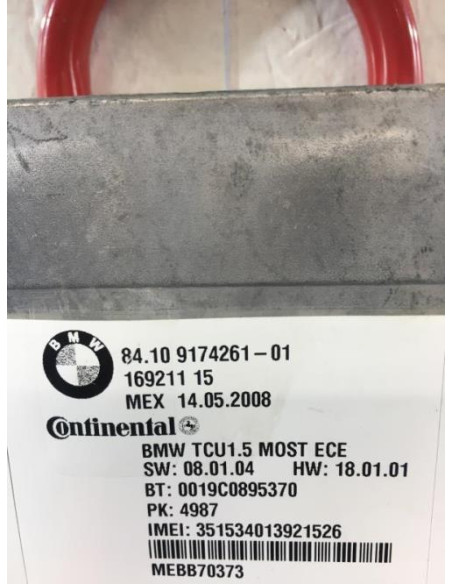 BMW
84.10 9174261-01
169211 15
MEX 14.05.2008
Continental
BMW TCU1.5 MOST ECE
SW: 08.01.04 HW: 18.01.01
BT: 0019C0895370
PK: 4987
IMEI: 351534013921526
MEBB70373